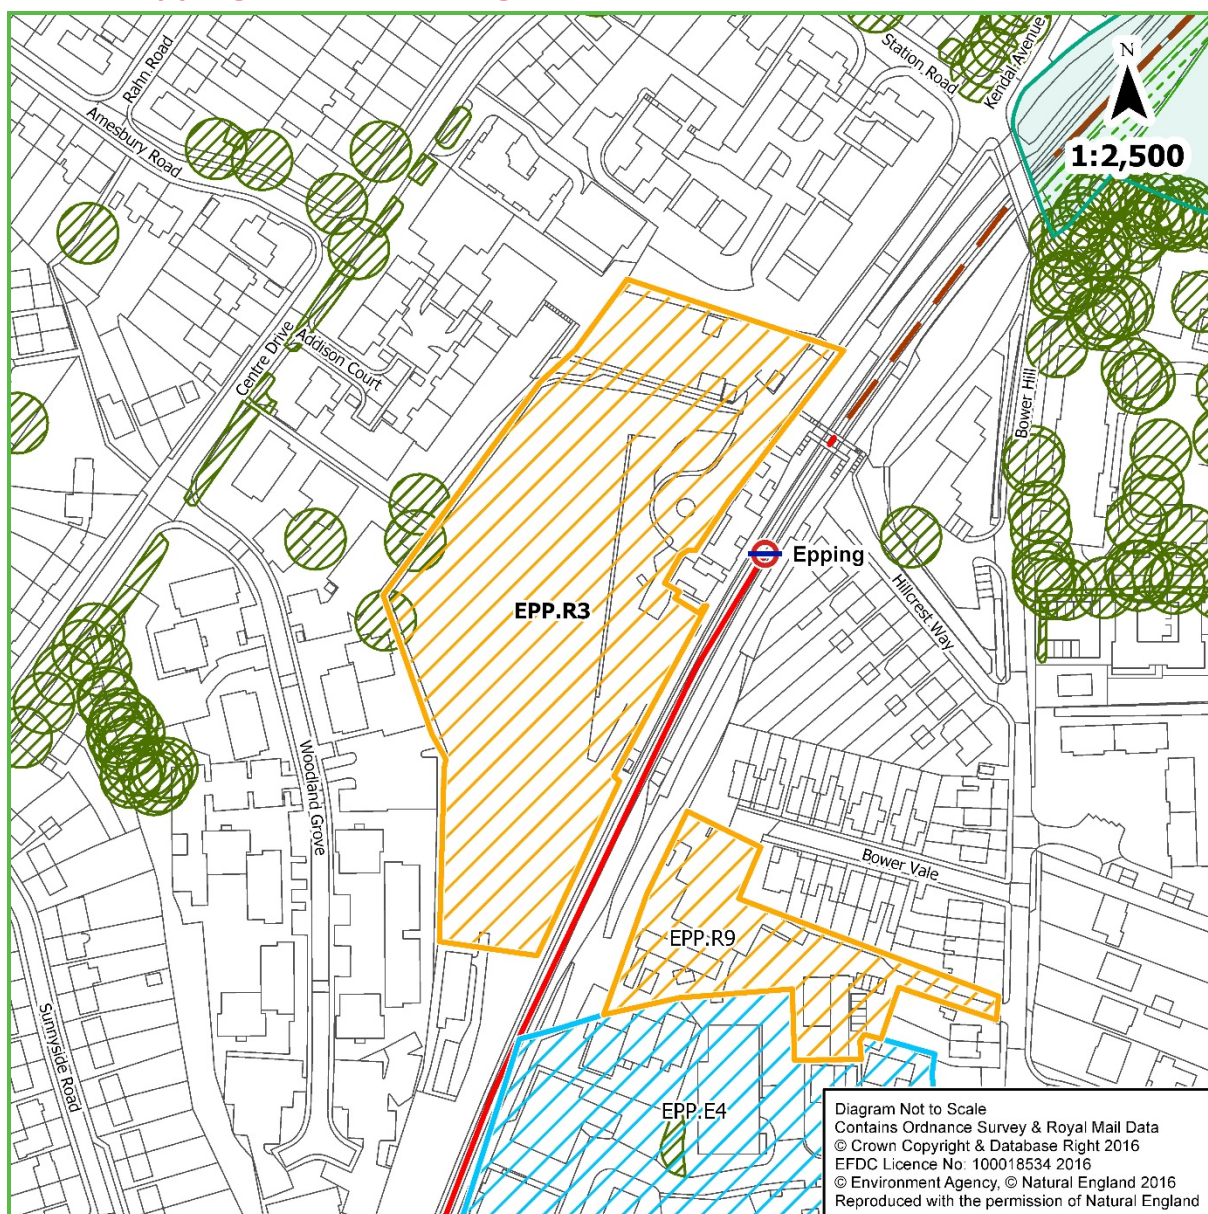 Rahn Road
Station Road
Kendal Avenue
N
1:2,500
Amesbury Road
Centre Drive
Addison Court
Bower Hill
Epping
EPP.R3
Hillcrest Way
Woodland Grove
Bower Vale
EPP.R9
Sunnyside Road
EPP.E4
Diagram Not to Scale
Contains Ordnance Survey & Royal Mail Data
© Crown Copyright & Database Right 2016
EFDC Licence No: 100018534 2016
© Environment Agency, © Natural England 2016
Reproduced with the permission of Natural England